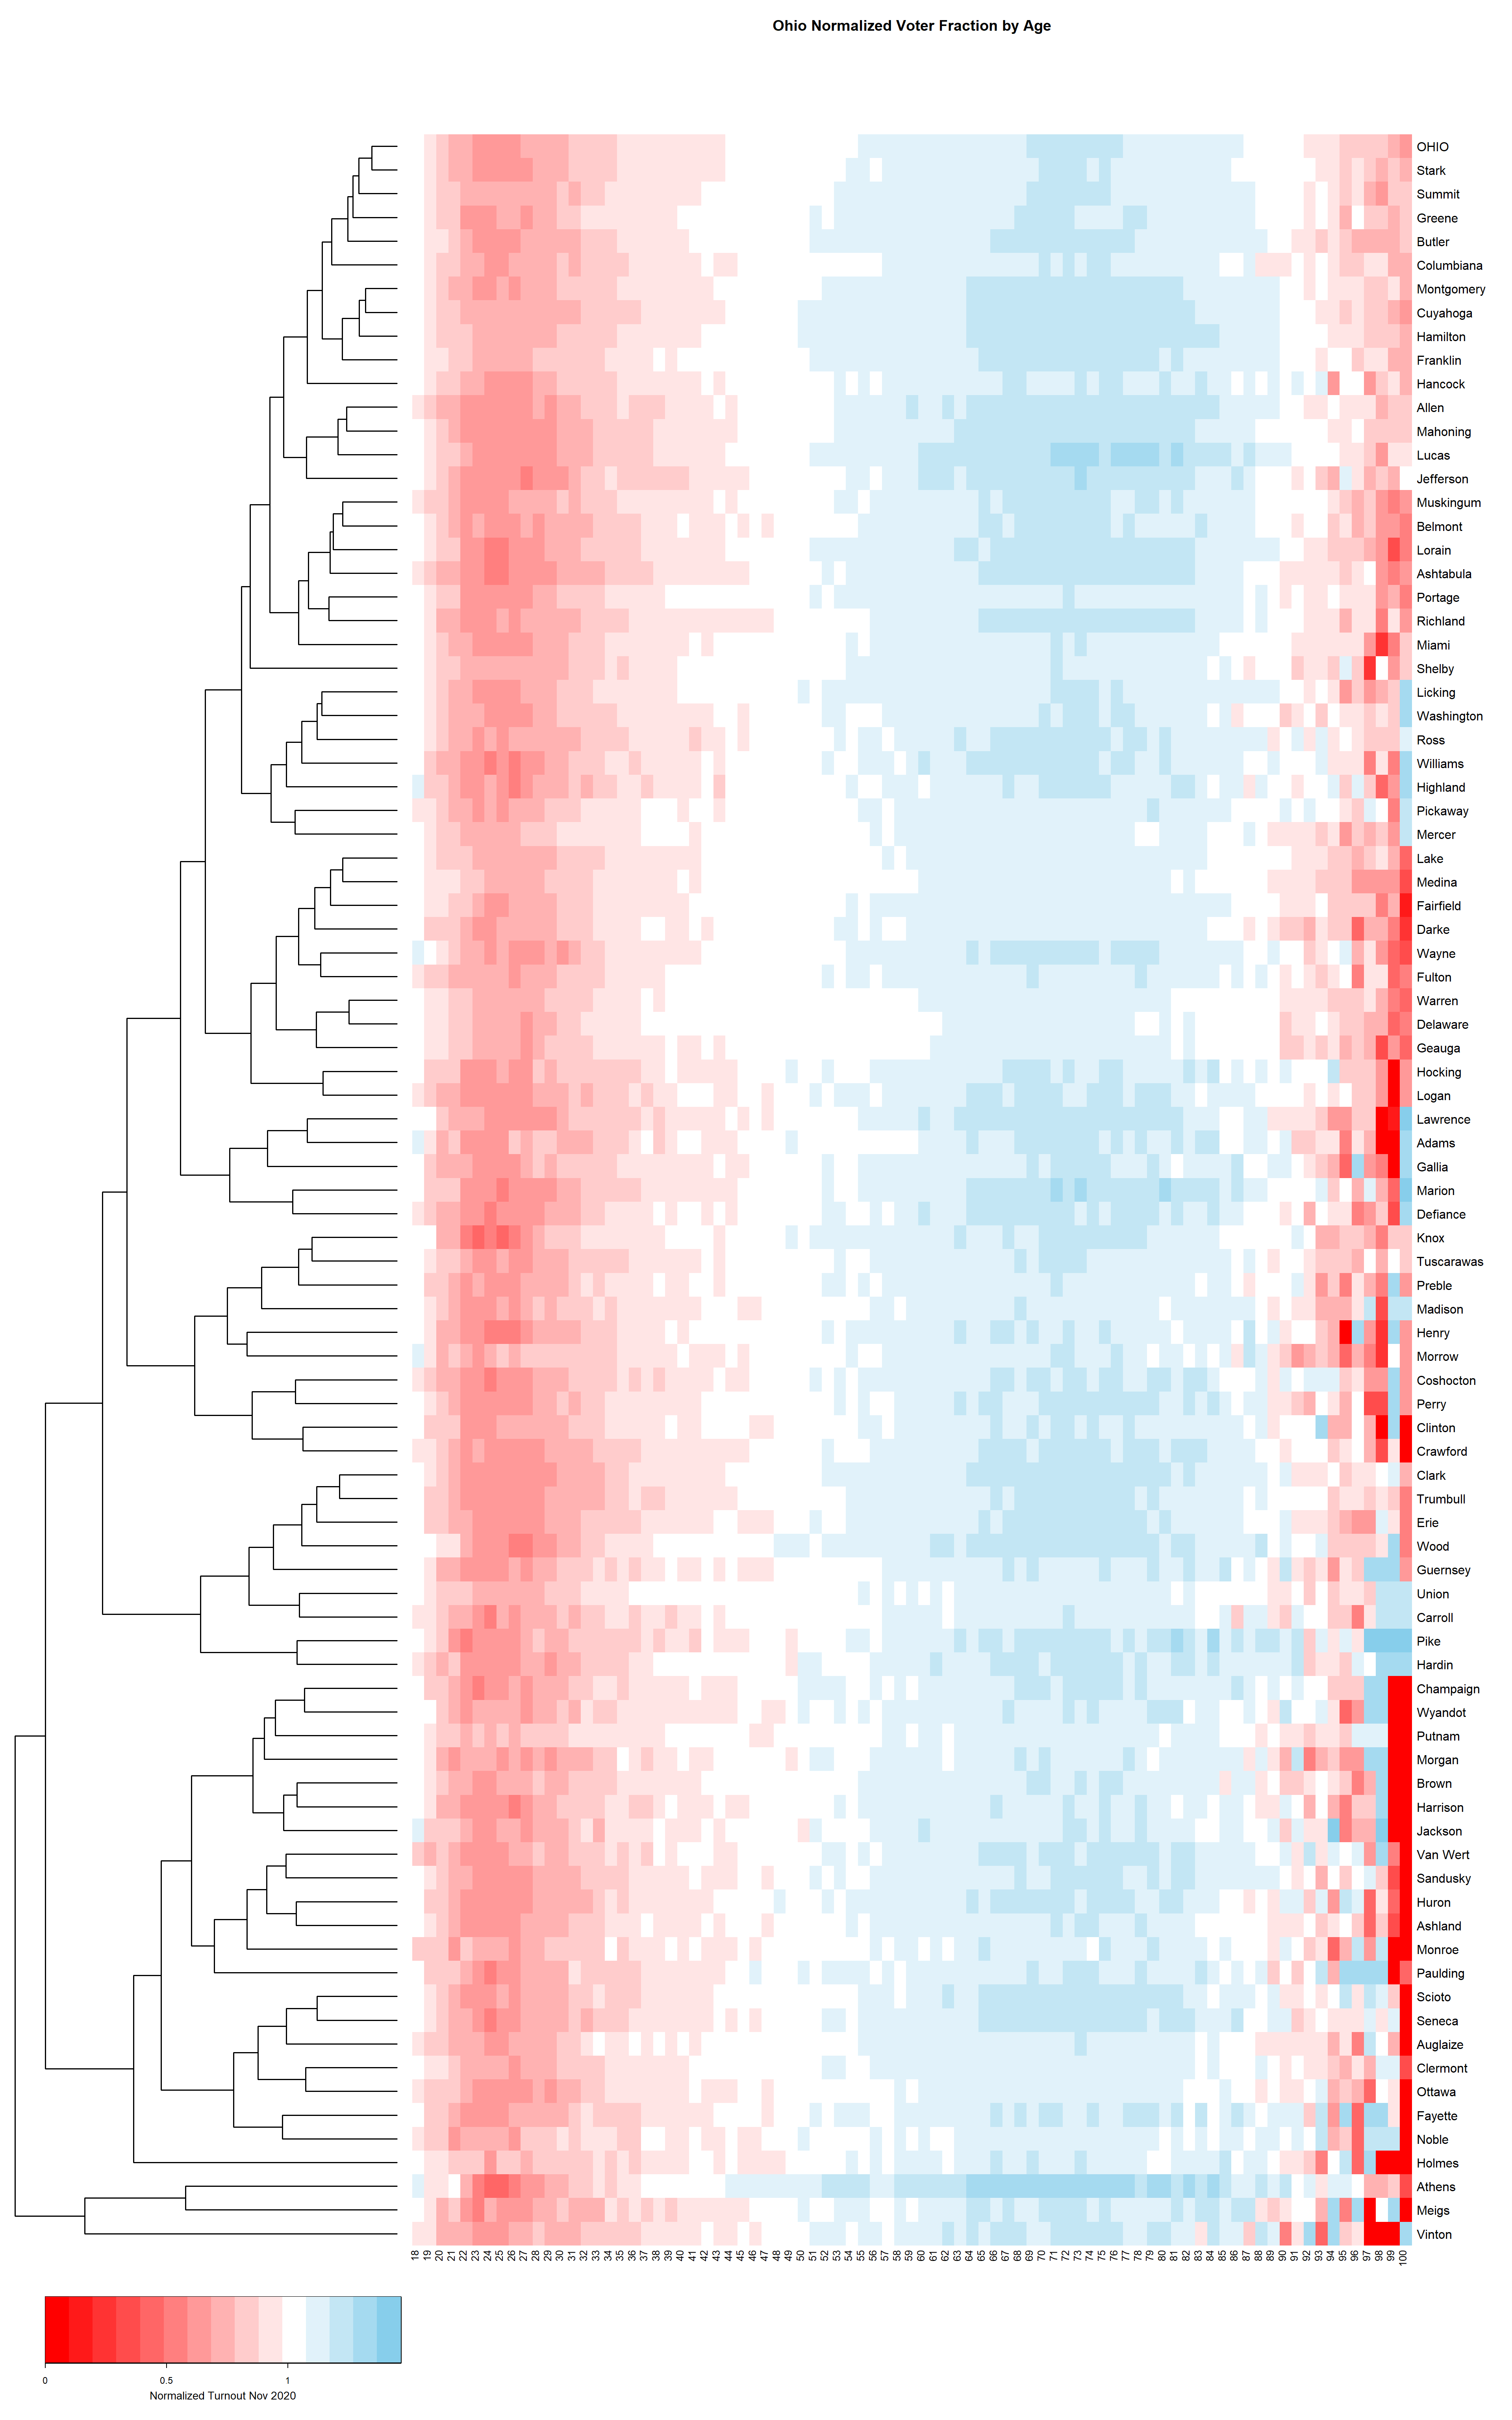 Ohio Normalized Voter Fraction by Age
OHIO
Stark
Summit
Greene
Butler
Columbiana
Montgomery
Cuyahoga
Hamilton
Franklin
Hancock
Allen
Mahoning
Lucas
Jefferson
Muskingum
Belmont
Lorain
Ashtabula
Portage
Richland
Miami
Shelby
Licking
Washington
Ross
Williams
Highland
Pickaway
Mercer
Lake
Medina
Fairfield
Darke
Wayne
Fulton
Warren
Delaware
Geauga
Hocking
Logan
Lawrence
Adams
Gallia
Marion
Defiance
Knox
Tuscarawas
Preble
Madison
Henry
Morrow
Coshocton
Perry
Clinton
Crawford
Clark
Trumbull
Erie
Wood
Guernsey
Union
Carroll
Pike
Hardin
Champaign
Wyandot
Putnam
Morgan
Brown
Harrison
Jackson
Van Wert
Sandusky
Huron
Ashland
Monroe
Paulding
Scioto
Seneca
Auglaize
Clermont
Ottawa
Fayette
Noble
Holmes
Athens
Meigs
Vinton
18 19 20 21 22 23 24 25 26 27 28 29 30 31 32 33 34 35 36 37 38 39 40 41 42 43 44 45 46 47 48 49 50 51 52 53 54 55 56 57 58 59 60 61 62 63 64 65 66 67 68 69 70 71 72 73 74 75 76 77 78 79 80 81 82 83 84 85 86 87 88 89 90 91 92 93 94 95 96 97 98 99 100
0 0.5 1
Normalized Turnout Nov 2020